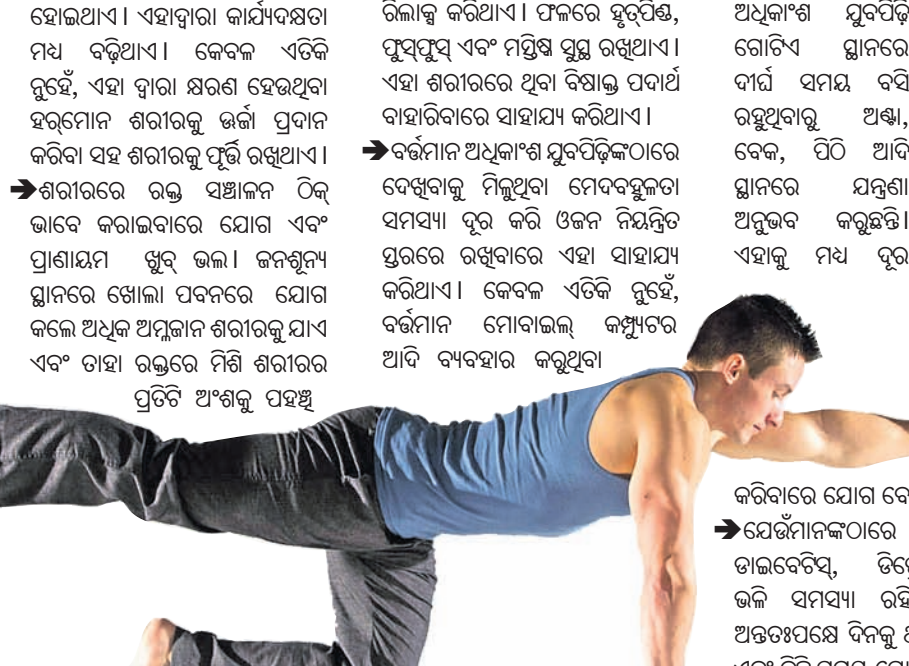 ହୋଇଥାଏ। ଏହାଦ୍ୱାରା କାର୍ଯ୍ୟଦକ୍ଷତା
ମଧ୍ୟ ବଢ଼ିଥାଏ। କେବଳ ଏତିକି
ନୁହେଁ, ଏହା ଦ୍ୱାରା କ୍ଷରଣ ହେଉଥିବା
ହର୍‌ମୋନ ଶରୀରକୁ ଊର୍ଜା ପ୍ରଦାନ
କରିବା ସହ ଶରୀରକୁ ଫୂର୍ତ୍ତି ରଖିଥାଏ।
➔ଶରୀରରେ ରକ୍ତ ସଞ୍ଚାଳନ ଠିକ୍
ଭାବେ କରାଇବାରେ ଯୋଗ ଏବଂ
ପ୍ରାଣାୟାମ ଖୁବ୍ ଭଲ। ଜନଶୂନ୍ୟ
ସ୍ଥାନରେ ଖୋଲା ପବନରେ ଯୋଗ
କଲେ ଅଧିକ ଅମ୍ଳଜାନ ଶରୀରକୁ ଯାଏ
ଏବଂ ତାହା ରକ୍ତରେ ମିଶି ଶରୀରର
ପ୍ରତିଟି ଅଂଶକୁ ପହଞ୍ଚି
ରିଲାକ୍ସ କରିଥାଏ। ଫଳରେ ହୃତ୍‌ପିଣ୍ଡ,
ଫୁସ୍‌ଫୁସ୍ ଏବଂ ମସ୍ତିଷ୍କ ସୁସ୍ଥ ରଖିଥାଏ।
ଏହା ଶରୀରରେ ଥିବା ବିଷାକ୍ତ ପଦାର୍ଥ
ବାହାରିବାରେ ସାହାଯ୍ୟ କରିଥାଏ।
➔ବର୍ତ୍ତମାନ ଅଧିକାଂଶ ଯୁବପିଢ଼ିଙ୍କଠାରେ
ଦେଖିବାକୁ ମିଳୁଥିବା ମେଦବହୁଳତା
ସମସ୍ୟା ଦୂର କରି ଓଜନ ନିୟନ୍ତ୍ରିତ
ସ୍ତରରେ ରଖିବାରେ ଏହା ସାହାଯ୍ୟ
କରିଥାଏ। କେବଳ ଏତିକି ନୁହେଁ,
ବର୍ତ୍ତମାନ ମୋବାଇଲ୍ କମ୍ପ୍ୟୁଟର
ଆଦି ବ୍ୟବହାର କରୁଥିବା
ଅଧିକାଂଶ ଯୁବପିଢ଼ି
ଗୋଟିଏ ସ୍ଥାନରେ
ଦୀର୍ଘ ସମୟ ବସି
ରହୁଥିବାରୁ ଅଣ୍ଟା,
ବେକ, ପିଠି ଆଦି
ସ୍ଥାନରେ ଯନ୍ତ୍ରଣା
ଅନୁଭବ କରୁଛନ୍ତି।
ଏହାକୁ ମଧ୍ୟ ଦୂର
କରିବାରେ ଯୋଗ
➔ଯେଉଁମାନଙ୍କଠାରେ
ଡାଇବେଟିସ୍,
ଭଳି ସମସ୍ୟା
ଅନ୍ତତଃପକ୍ଷେ ଦିନକୁ